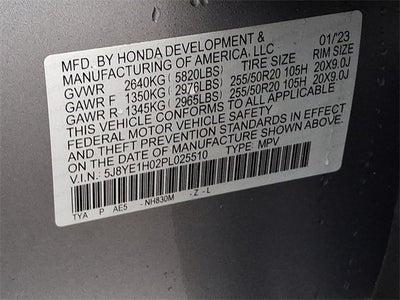 MFD. BY HONDA DEVELOPMENT & 01/23
MANUFACTURING OF AMERICA, LLC
TIRE SIZE RIM SIZE
GVWR 2640KG (5820LBS)
GAWR F 1350KG (2976LBS) 255/50R20 105H 20X9.0J
GAWR R 1345KG (2965LBS) 255/50R20 105H 20X9.0J
THIS VEHICLE CONFORMS TO ALL APPLICABLE
FEDERAL MOTOR VEHICLE SAFETY STANDARDS IN EFFECT
ON THE DATE OF MANUFACTURE SHOWN ABOVE.
V.I.N.: 5J8YE1H02PL025510 TYPE: MPV
TYA P AE5 - NH830M - Z - L